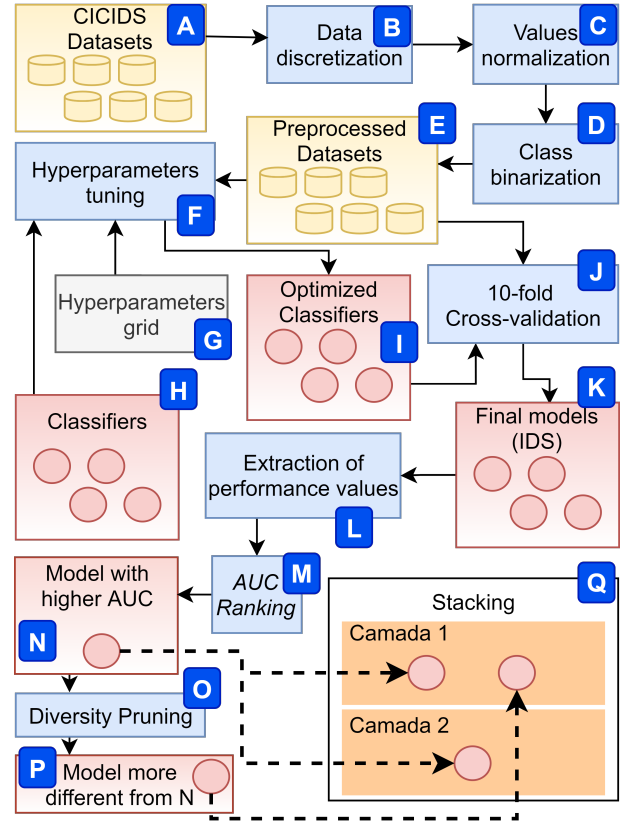 CICIDS
Datasets
A
Data
discretization
B
Values
normalization
C
Class
binarization
D
Preprocessed
Datasets
E
Hyperparameters
tuning
F
Hyperparameters
grid
G
Classifiers
H
Optimized
Classifiers
I
10-fold
Cross-validation
J
Final models
(IDS)
K
Extraction of
performance values
L
AUC
Ranking
M
Model with
higher AUC
N
Diversity Pruning
O
Model more
different from N
P
Stacking
Q
Camada 1
Camada 2